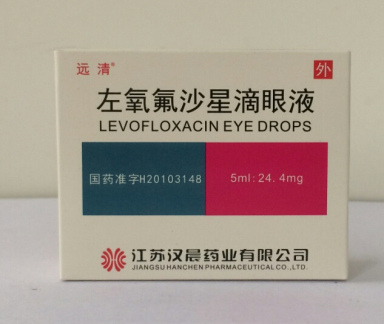 远清®
外
左氧氟沙星滴眼液
LEVOFLOXACIN EYE DROPS
国药准字H20103148
5ml:24.4mg
江苏汉晨药业有限公司
JIANGSU HANCHEN PHARMACEUTICAL CO.,LTD.